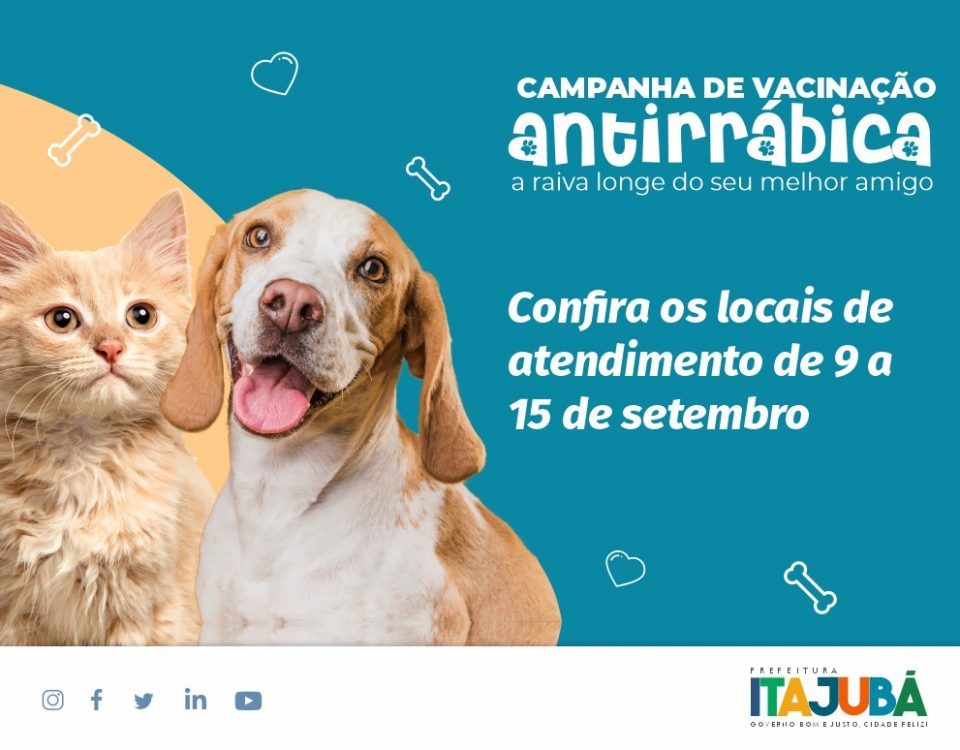 CAMPANHA DE VACINAÇÃO
antirrábica
a raiva longe do seu melhor amigo
Confira os locais de
atendimento de 9 a
15 de setembro
PREFEITURA
ITAJUBÁ
GOVERNO BOM E JUSTO, CIDADE FELIZ!